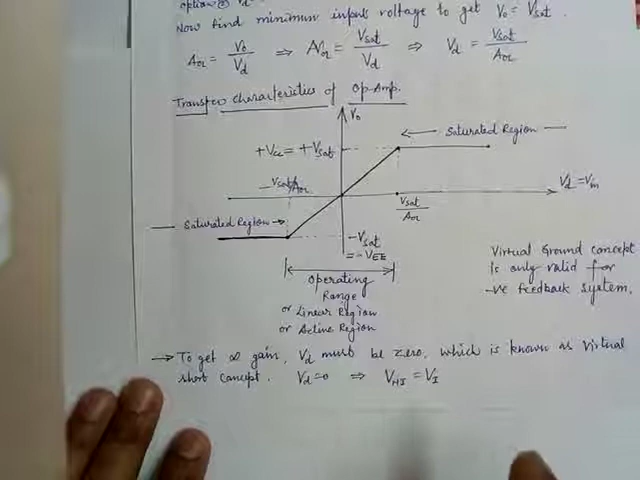 option
Now find minimum input voltage to get V₀ = Vsat.
AOL = V₀/Vd ⇒ AOL = Vsat/Vd ⇒ Vd = Vsat/AOL
Transfer characteristics of Op-Amp.
V₀
Saturated Region
+Vcc = +Vsat
-Vsat/AOL
Vd = Vin
Vsat/AOL
Saturated Region
-Vsat
= -VEE
Operating
Range
or Linear Region
or Active Region
Virtual Ground concept
is only valid for
-ve feedback system.
→ To get ∞ gain, Vd must be zero, which is known as virtual
short concept. Vd=0 ⇒ VNI = VI